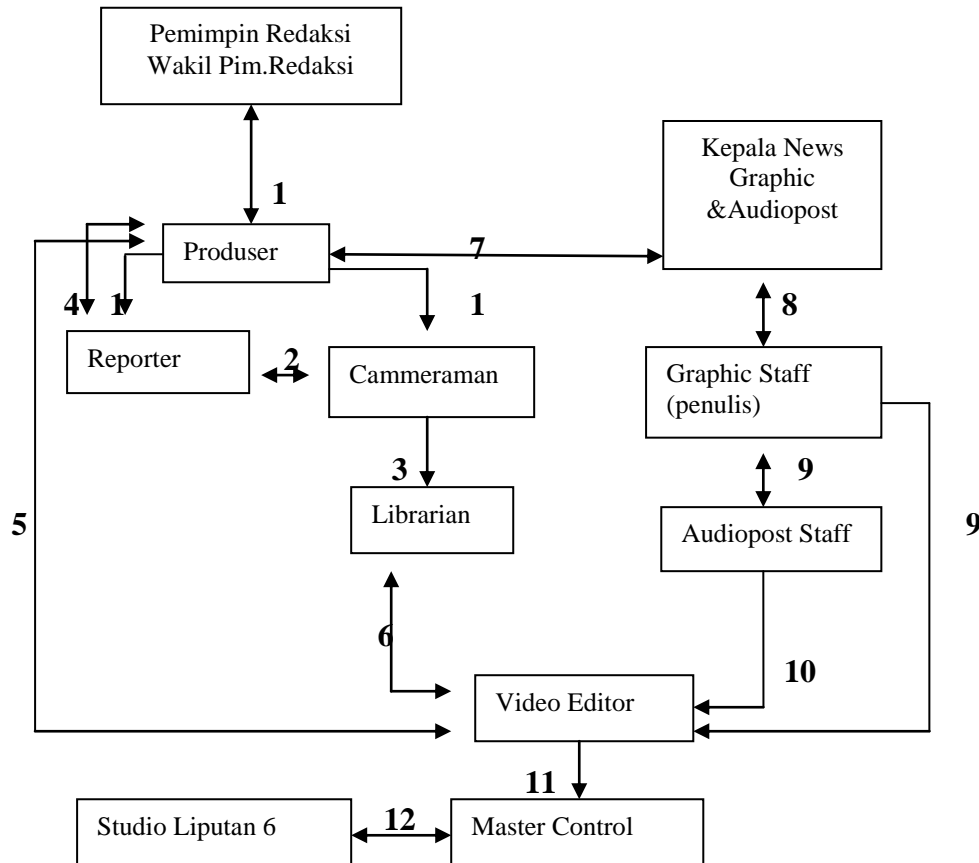 Pemimpin Redaksi
Wakil Pim.Redaksi
Kepala News
Graphic
&Audiopost
1
Produser
7
4
1
1
8
Reporter
2
Cammeraman
Graphic Staff
(penulis)
3
9
Librarian
Audiopost Staff
5
9
6
10
Video Editor
11
Studio Liputan 6
12
Master Control